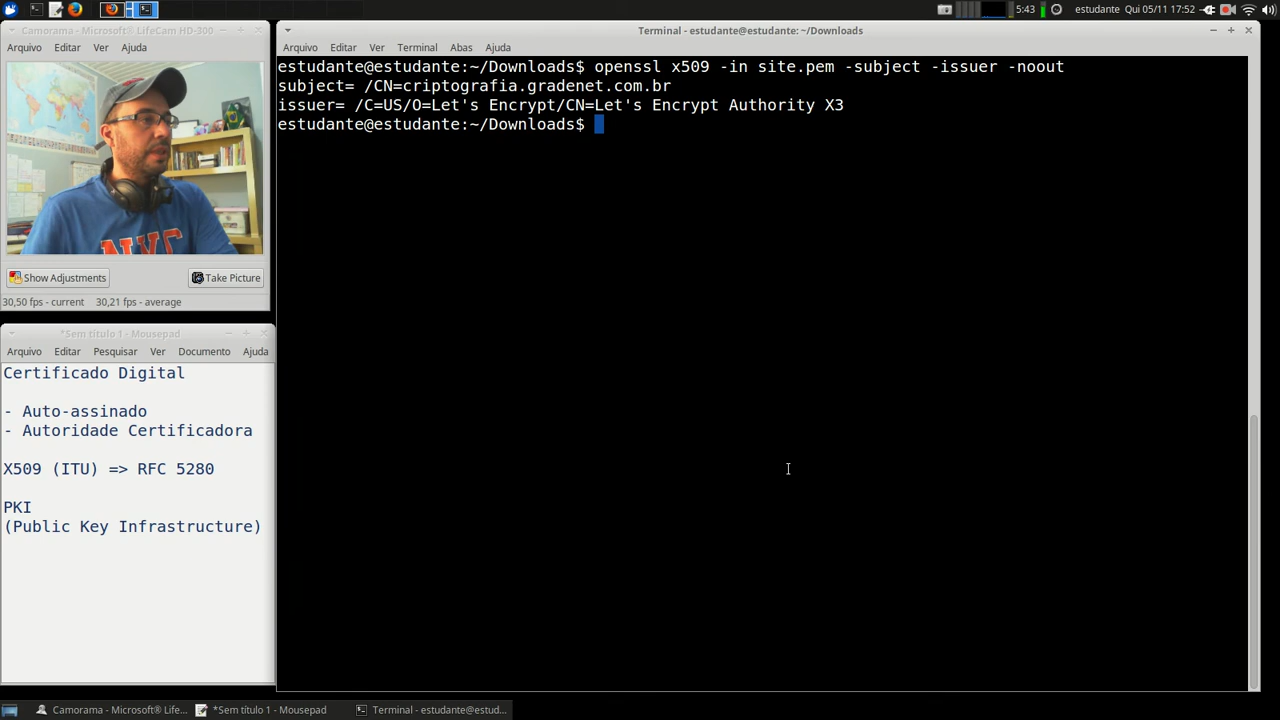 5:43 estudante Qui 05/11 17:52
Camorama - Microsoft® LifeCam HD-300
Arquivo Editar Ver Ajuda
Show Adjustments Take Picture
30,50 fps - current 30,21 fps - average
*Sem título 1 - Mousepad
Arquivo Editar Pesquisar Ver Documento Ajuda
Certificado Digital
- Auto-assinado
- Autoridade Certificadora
X509 (ITU) => RFC 5280
PKI
(Public Key Infrastructure)
Terminal - estudante@estudante: ~/Downloads
Arquivo Editar Ver Terminal Abas Ajuda
estudante@estudante:~/Downloads$ openssl x509 -in site.pem -subject -issuer -noout
subject= /CN=criptografia.gradenet.com.br
issuer= /C=US/O=Let's Encrypt/CN=Let's Encrypt Authority X3
estudante@estudante:~/Downloads$
Camorama - Microsoft® LifeCa... *Sem título 1 - Mousepad Terminal - estudante@estud...